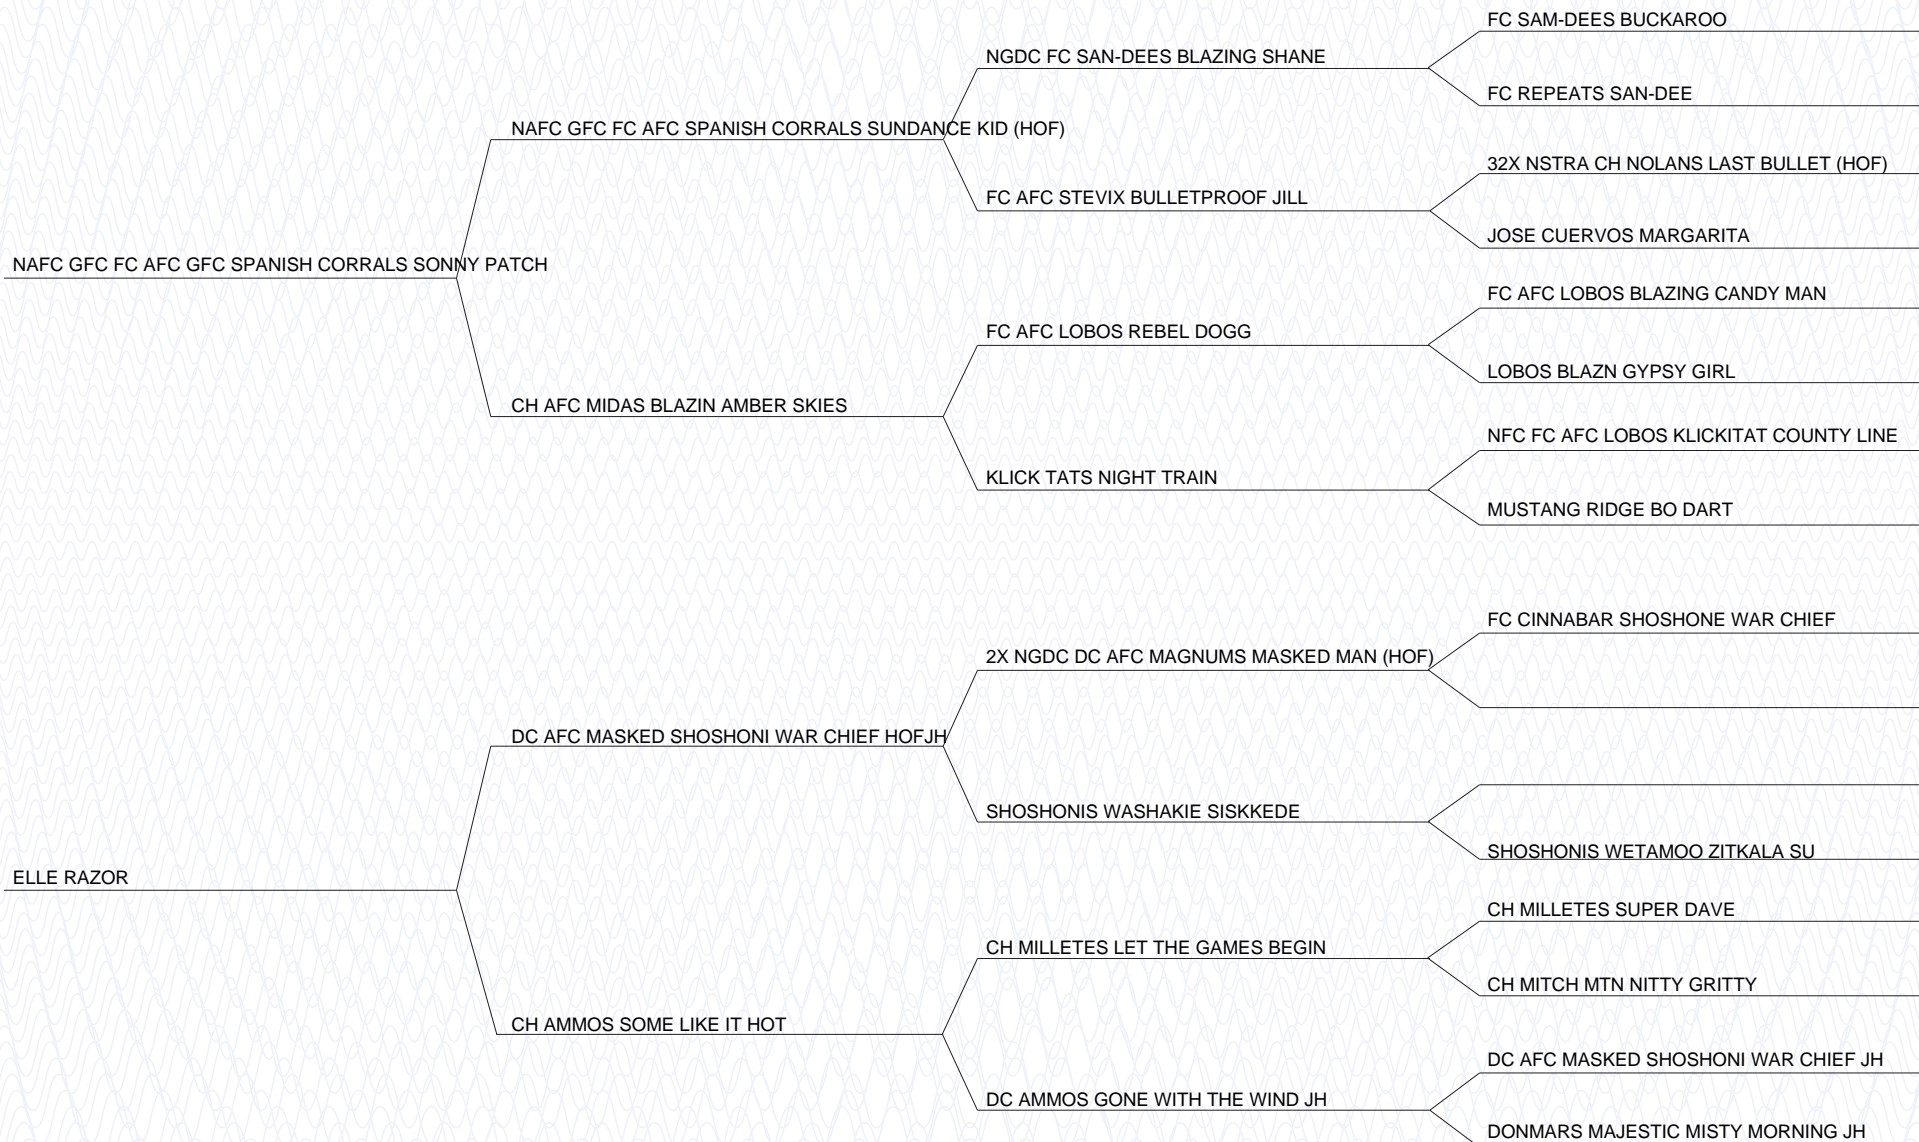 FC SAM-DEES BUCKAROO
NGDC FC SAN-DEES BLAZING SHANE
FC REPEATS SAN-DEE
NAFC GFC FC AFC SPANISH CORRALS SUNDANCE KID (HOF)
32X NSTRA CH NOLANS LAST BULLET (HOF)
FC AFC STEVIX BULLETPROOF JILL
JOSE CUERVOS MARGARITA
NAFC GFC FC AFC GFC SPANISH CORRALS SONNY PATCH
FC AFC LOBOS BLAZING CANDY MAN
FC AFC LOBOS REBEL DOGG
LOBOS BLAZN GYPSY GIRL
CH AFC MIDAS BLAZIN AMBER SKIES
NFC FC AFC LOBOS KLICKITAT COUNTY LINE
KLICK TATS NIGHT TRAIN
MUSTANG RIDGE BO DART
FC CINNABAR SHOSHONE WAR CHIEF
2X NGDC DC AFC MAGNUMS MASKED MAN (HOF)
DC AFC MASKED SHOSHONI WAR CHIEF HOFJH
SHOSHONIS WASHAKIE SISKKEDE
SHOSHONIS WETAMOO ZITKALA SU
ELLE RAZOR
CH MILLETES SUPER DAVE
CH MILLETES LET THE GAMES BEGIN
CH MITCH MTN NITTY GRITTY
CH AMMOS SOME LIKE IT HOT
DC AFC MASKED SHOSHONI WAR CHIEF JH
DC AMMOS GONE WITH THE WIND JH
DONMARS MAJESTIC MISTY MORNING JH